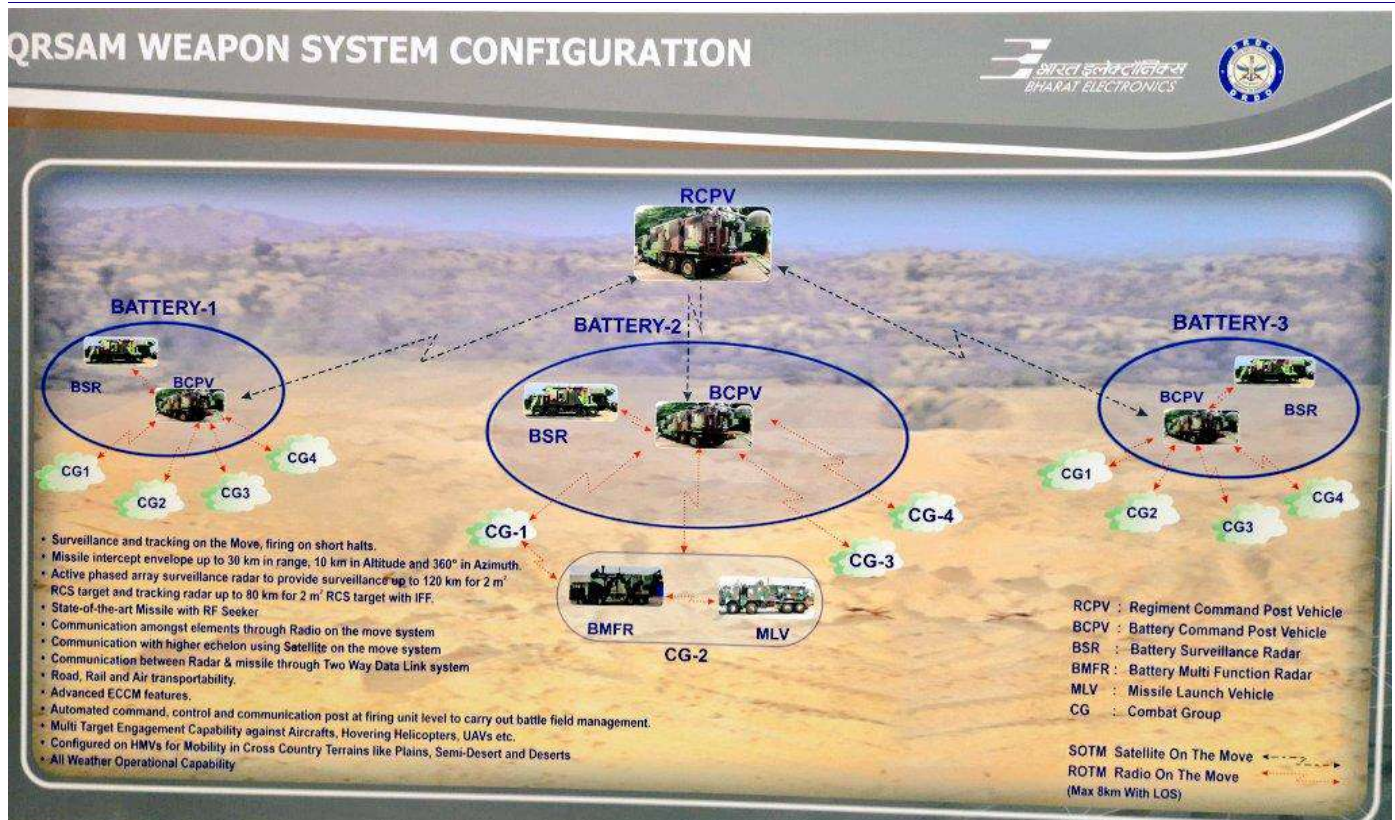 QRSAM WEAPON SYSTEM CONFIGURATION
भारत इलेक्ट्रॉनिक्स
BHARAT ELECTRONICS
DRDO
DRDO
RCPV
BATTERY-1
BSR
BCPV
CG1
CG2
CG3
CG4
BATTERY-2
BSR
BCPV
CG-1
CG-4
CG-3
BMFR
MLV
CG-2
BATTERY-3
BCPV
BSR
CG1
CG2
CG3
CG4
• Surveillance and tracking on the Move, firing on short halts.
• Missile intercept envelope up to 30 km in range, 10 km in Altitude and 360° in Azimuth.
• Active phased array surveillance radar to provide surveillance up to 120 km for 2 m²
RCS target and tracking radar up to 80 km for 2 m² RCS target with IFF.
• State-of-the-art Missile with RF Seeker
• Communication amongst elements through Radio on the move system
• Communication with higher echelon using Satellite on the move system
• Communication between Radar & missile through Two Way Data Link system
• Road, Rail and Air transportability.
• Advanced ECCM features.
• Automated command, control and communication post at firing unit level to carry out battle field management.
• Multi Target Engagement Capability against Aircrafts, Hovering Helicopters, UAVs etc.
• Configured on HMVs for Mobility in Cross Country Terrains like Plains, Semi-Desert and Deserts
• All Weather Operational Capability
RCPV : Regiment Command Post Vehicle
BCPV : Battery Command Post Vehicle
BSR : Battery Surveillance Radar
BMFR : Battery Multi Function Radar
MLV : Missile Launch Vehicle
CG : Combat Group
SOTM Satellite On The Move
ROTM Radio On The Move
(Max 8km With LOS)